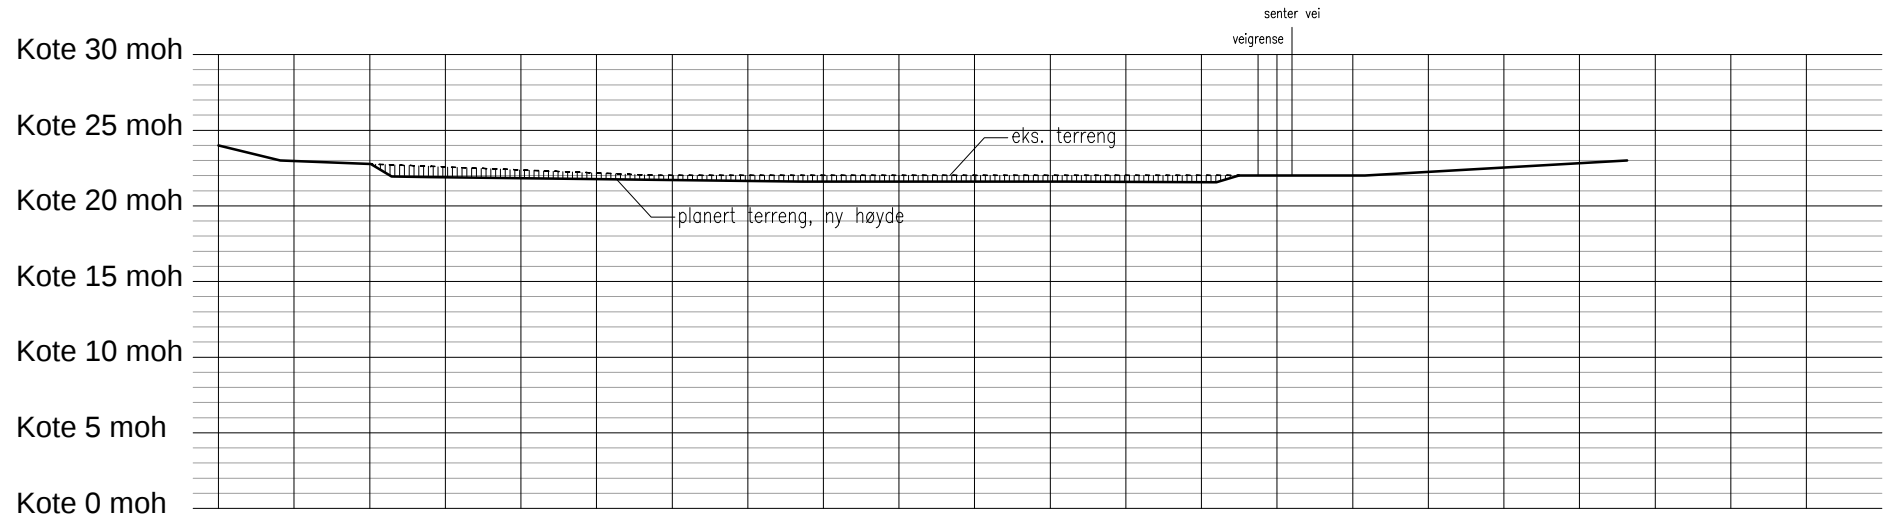 senter vei
veigrense
Kote 30 moh
Kote 25 moh
eks. terreng
Kote 20 moh
planert terreng, ny høyde
Kote 15 moh
Kote 10 moh
Kote 5 moh
Kote 0 moh